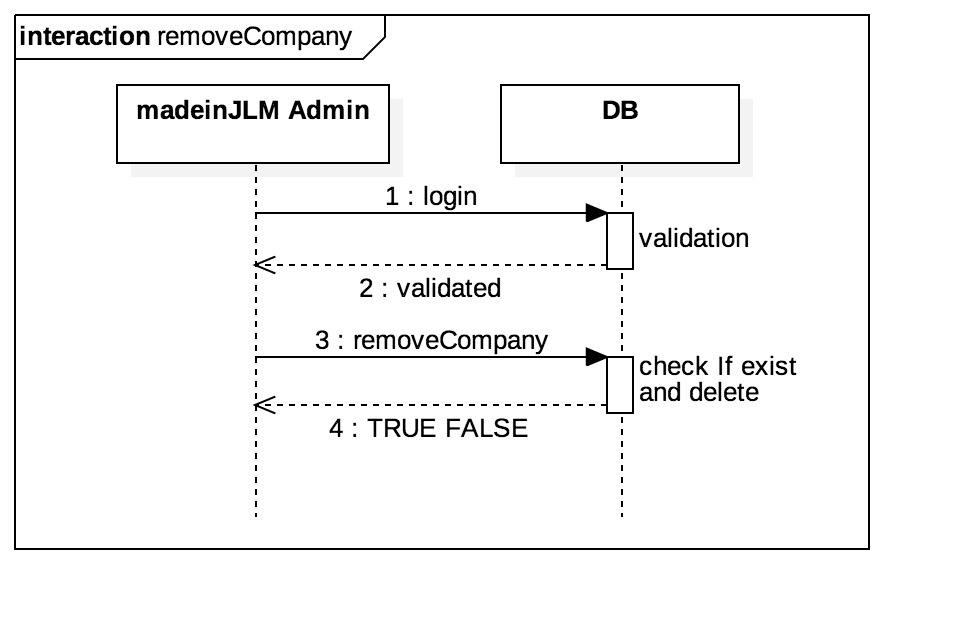 interaction removeCompany
madeinJLM Admin
DB
1 : login
validation
2 : validated
3 : removeCompany
check If exist
and delete
4 : TRUE FALSE